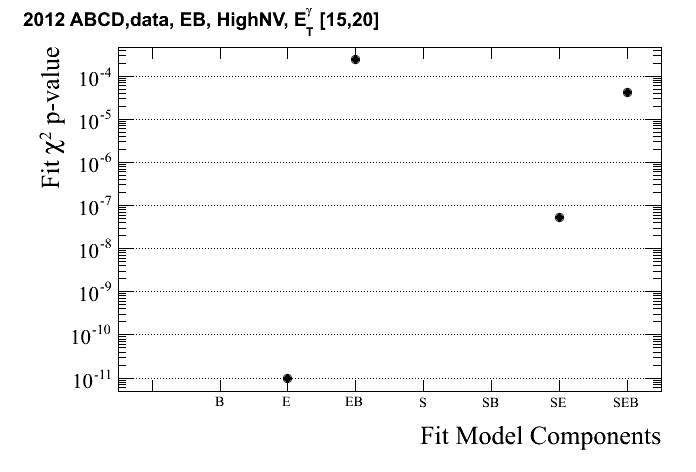 2012 ABCD,data, EB, HighNV, E_T^γ [15,20]
Fit χ² p-value
10⁻⁴
10⁻⁵
10⁻⁶
10⁻⁷
10⁻⁸
10⁻⁹
10⁻¹⁰
10⁻¹¹
B E EB S SB SE SEB
Fit Model Components